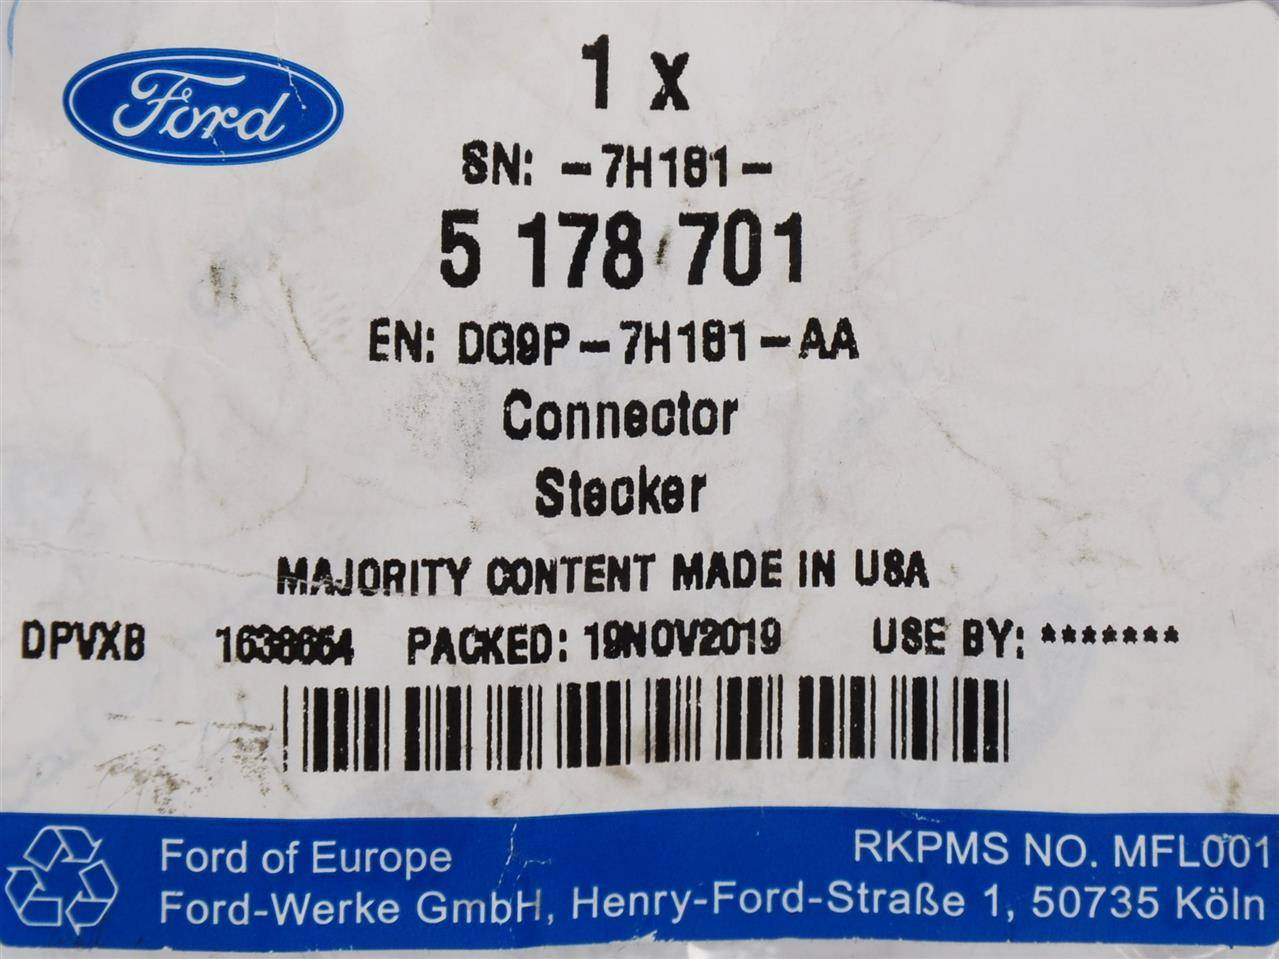 Ford
1 x
SN: -7H181-
5 178 701
EN: DG9P-7H181-AA
Connector
Stecker
MAJORITY CONTENT MADE IN USA
DPVXB 1638654 PACKED: 19NOV2019 USE BY: *******
Ford of Europe RKPMS NO. MFL001
Ford-Werke GmbH, Henry-Ford-Straße 1, 50735 Köln